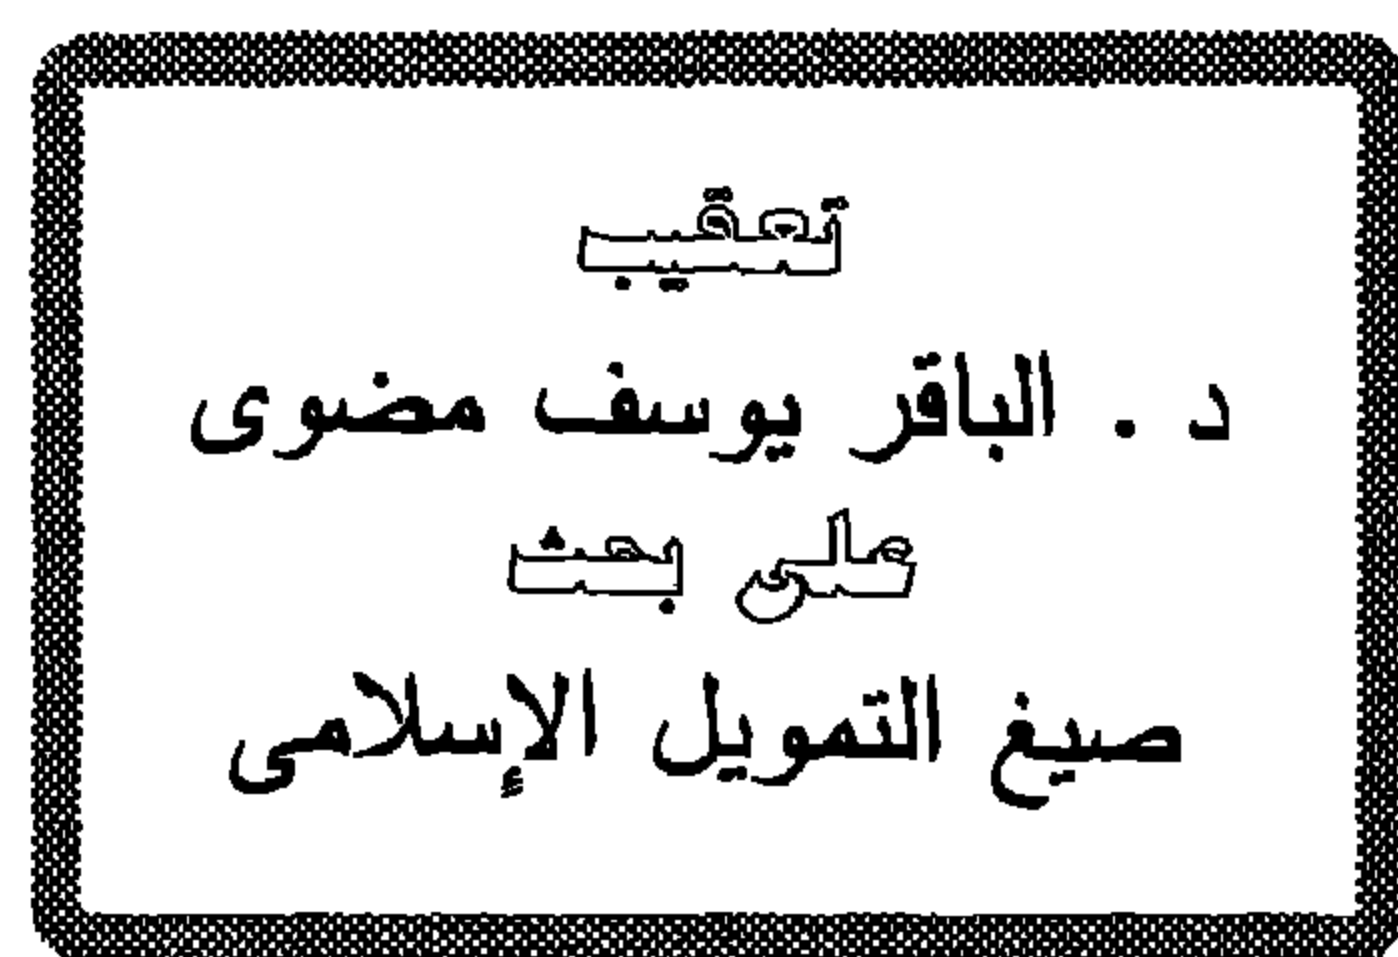 تعقيب
د . الباقر يوسف مضوى
على بحث
صيغ التمويل الإسلامى